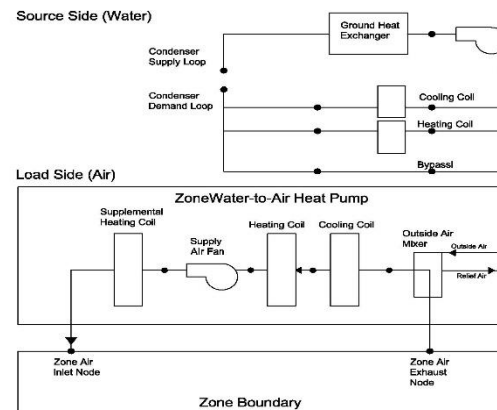 Source Side (Water)
Ground Heat
Exchanger
Condenser
Supply Loop
Condenser
Demand Loop
Cooling Coil
Heating Coil
Bypassl
Load Side (Air)
ZoneWater-to-Air Heat Pump
Supplemental
Heating Coil
Supply
Air Fan
Heating Coil
Cooling Coil
Outside Air
Mixer
Outside Air
Relief Air
Zone Air
Inlet Node
Zone Air
Exhaust
Node
Zone Boundary